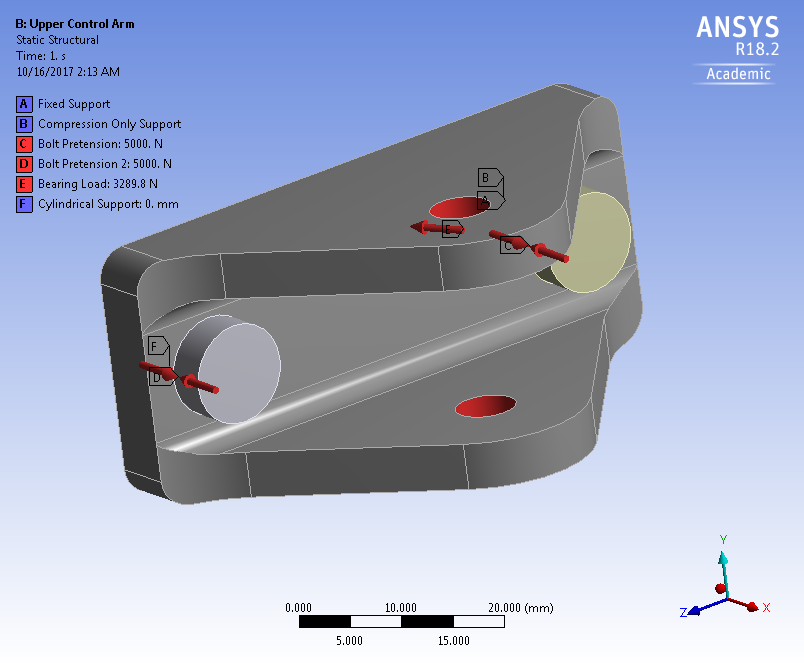 B: Upper Control Arm
Static Structural
Time: 1. s
10/16/2017 2:13 AM
A Fixed Support
B Compression Only Support
C Bolt Pretension: 5000. N
D Bolt Pretension 2: 5000. N
E Bearing Load: 3289.8 N
F Cylindrical Support: 0. mm
ANSYS
R18.2
Academic
B
A
E
C
F
D
Y
Z
X
0.000 10.000 20.000 (mm)
5.000 15.000